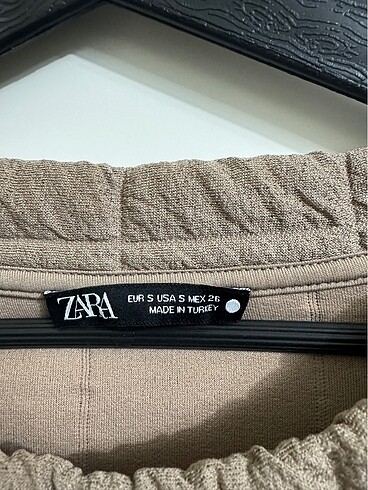 ZARA
EUR S USA S MEX 26
MADE IN TURKEY